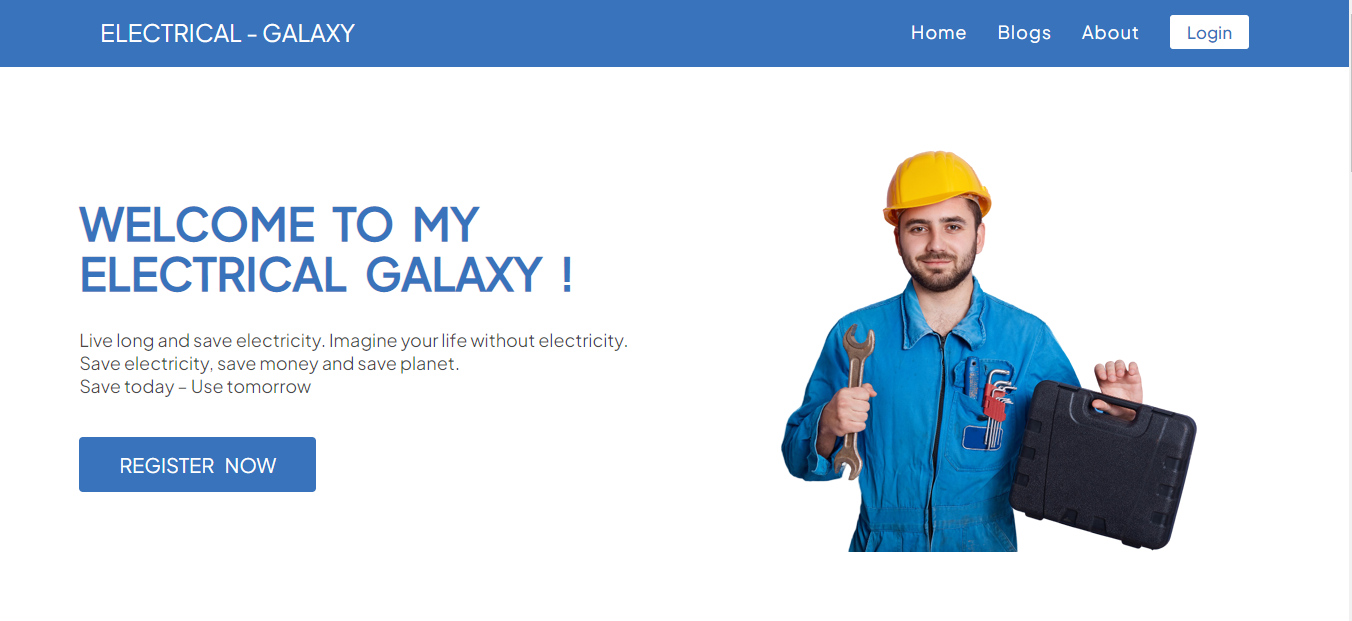 ELECTRICAL - GALAXY
Home Blogs About Login
WELCOME TO MY
ELECTRICAL GALAXY !
Live long and save electricity. Imagine your life without electricity.
Save electricity, save money and save planet.
Save today – Use tomorrow
REGISTER NOW